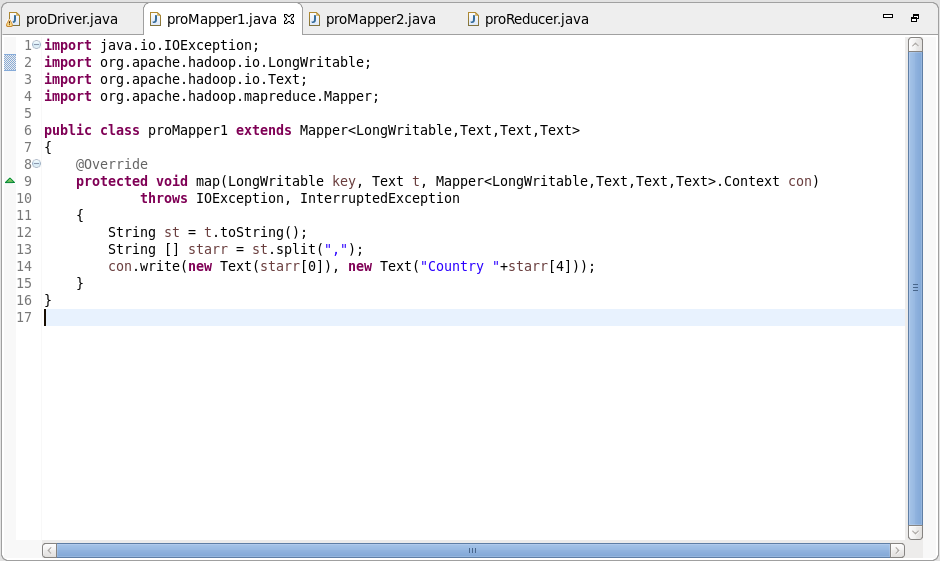 proDriver.java proMapper1.java proMapper2.java proReducer.java
1 import java.io.IOException;
2 import org.apache.hadoop.io.LongWritable;
3 import org.apache.hadoop.io.Text;
4 import org.apache.hadoop.mapreduce.Mapper;
5
6 public class proMapper1 extends Mapper<LongWritable,Text,Text,Text>
7 {
8     @Override
9     protected void map(LongWritable key, Text t, Mapper<LongWritable,Text,Text,Text>.Context con)
10             throws IOException, InterruptedException
11     {
12         String st = t.toString();
13         String [] starr = st.split(",");
14         con.write(new Text(starr[0]), new Text("Country "+starr[4]));
15     }
16 }
17